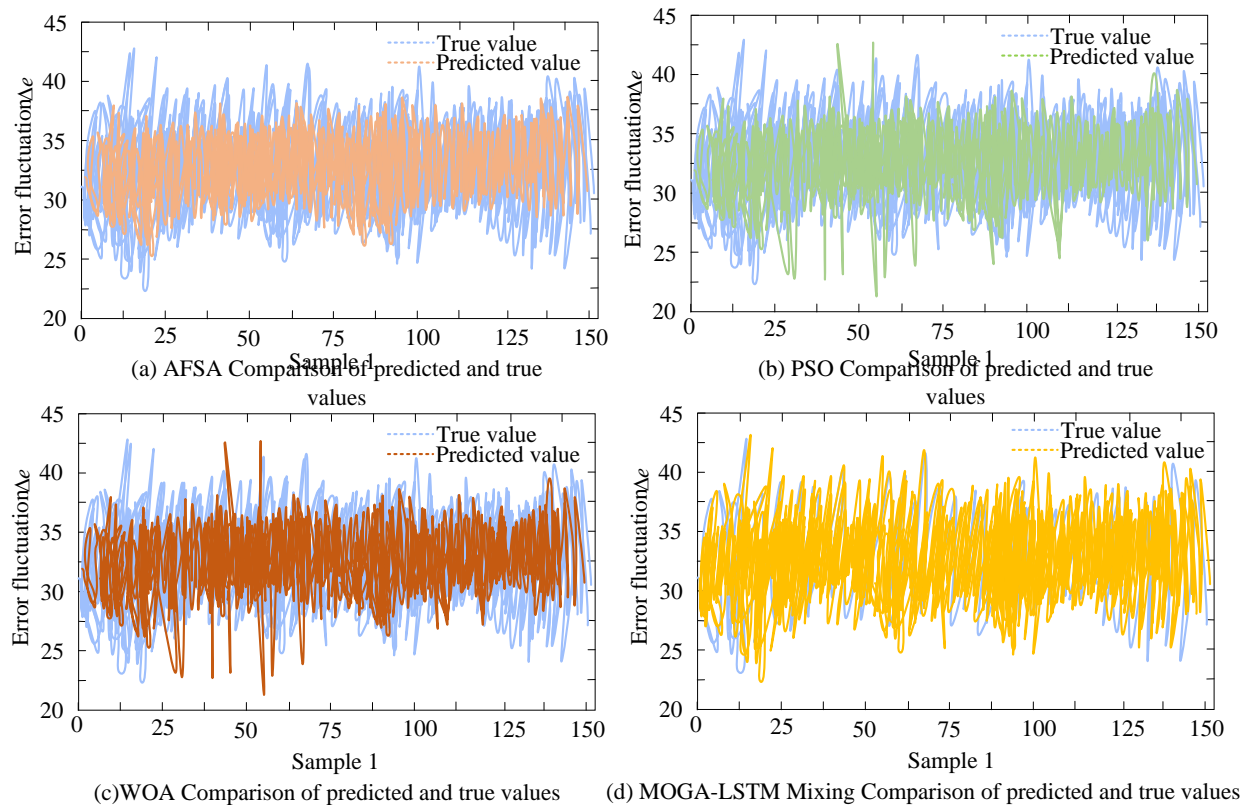 45
40
35
30
25
20
Error fluctuationΔe
True value
Predicted value
0
25
50
75
100
125
150
Sample 1
(a) AFSA Comparison of predicted and true
values
45
40
35
30
25
20
Error fluctuationΔe
True value
Predicted value
0
25
50
75
100
125
150
Sample 1
(b) PSO Comparison of predicted and true
values
45
40
35
30
25
20
Error fluctuationΔe
True value
Predicted value
0
25
50
75
100
125
150
Sample 1
(c)WOA Comparison of predicted and true values
45
40
35
30
25
20
Error fluctuationΔe
True value
Predicted value
0
25
50
75
100
125
150
Sample 1
(d) MOGA-LSTM Mixing Comparison of predicted and true values